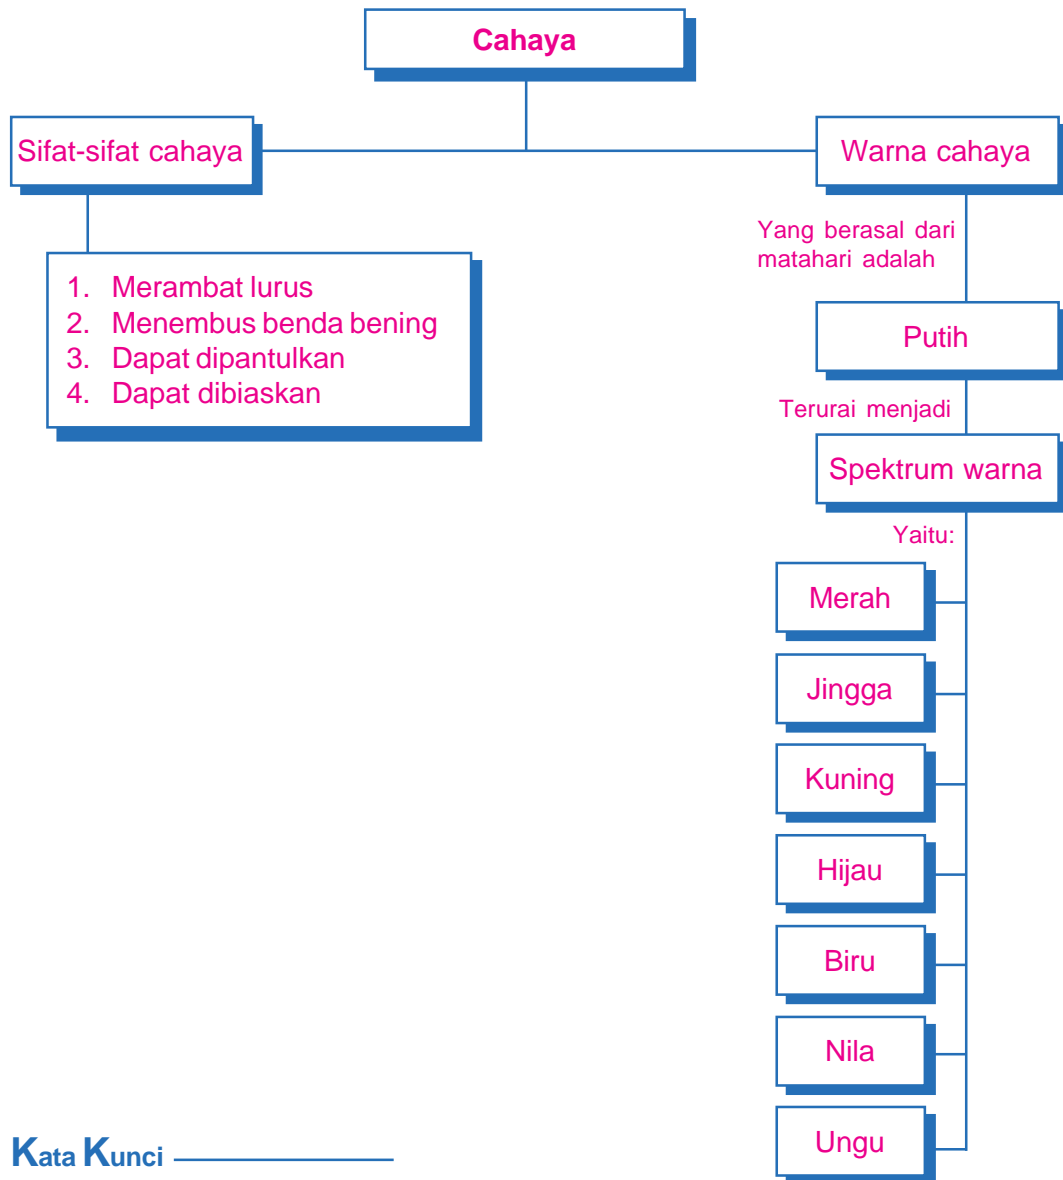 Cahaya
Sifat-sifat cahaya
1. Merambat lurus
2. Menembus benda bening
3. Dapat dipantulkan
4. Dapat dibiaskan
Warna cahaya
Yang berasal dari
matahari adalah
Putih
Terurai menjadi
Spektrum warna
Yaitu:
Merah
Jingga
Kuning
Hijau
Biru
Nila
Ungu
Kata Kunci